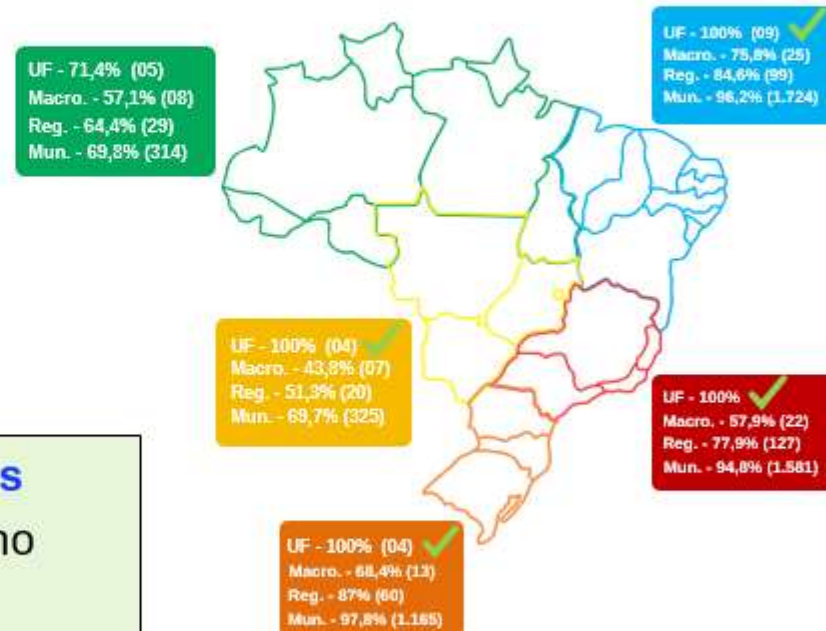 UF - 71,4% (05)
Macro. - 57,1% (08)
Reg. - 64,4% (29)
Mun. - 69,8% (314)
UF - 100% (09)
Macro. - 75,8% (25)
Reg. - 84,6% (99)
Mun. - 96,2% (1.724)
UF - 100% (04)
Macro. - 43,8% (07)
Reg. - 51,3% (20)
Mun. - 69,7% (325)
UF - 100%
Macro. - 57,9% (22)
Reg. - 77,9% (127)
Mun. - 94,8% (1.581)
s
no
UF - 100% (04)
Macro. - 68,4% (13)
Reg. - 87% (60)
Mun. - 97,8% (1.165)